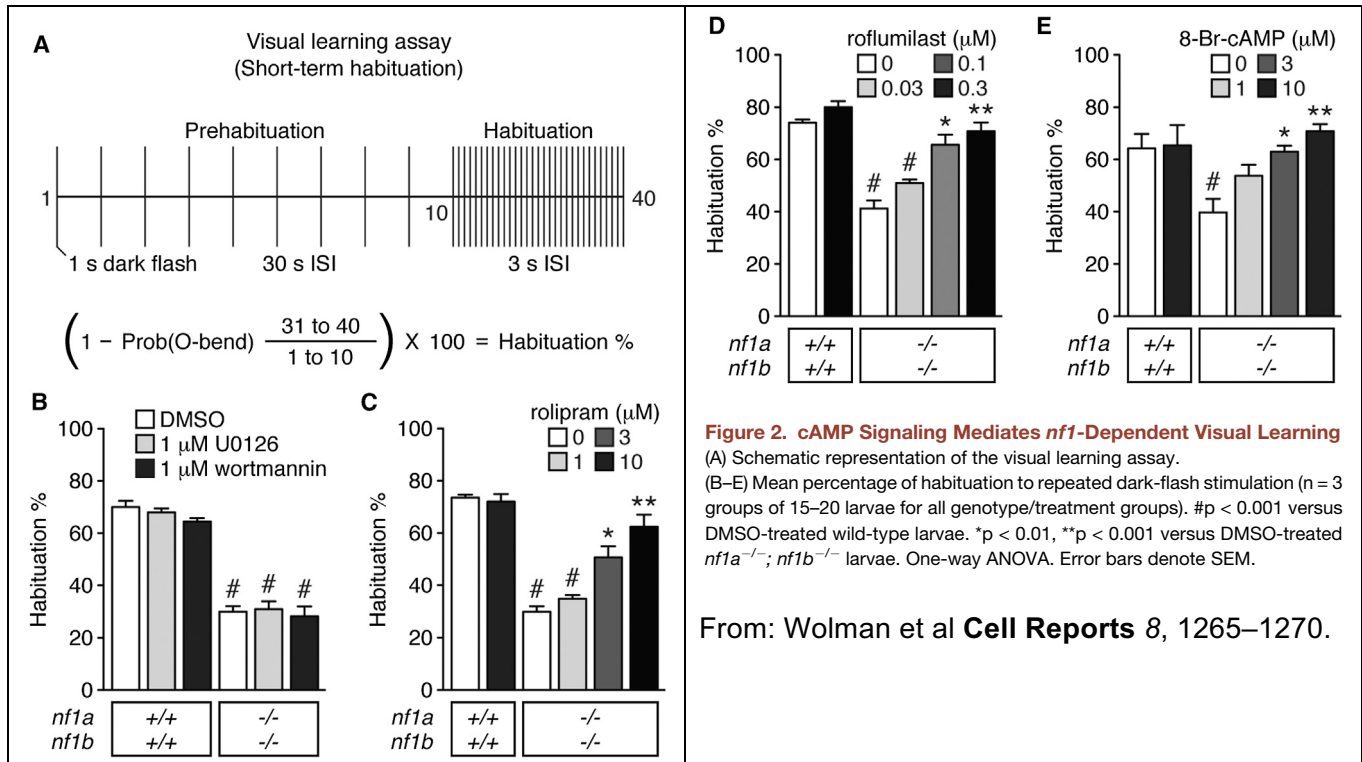 A
Visual learning assay
(Short-term habituation)
Prehabituation Habituation
1 10 40
1 s dark flash 30 s ISI 3 s ISI
( 1 − Prob(O-bend) 31 to 40 / 1 to 10 ) X 100 = Habituation %
B
DMSO
1 μM U0126
1 μM wortmannin
Habituation %
100
80
60
40
20
0
# # #
nf1a +/+ -/-
nf1b +/+ -/-
C
rolipram (μM)
0 3
1 10
Habituation %
100
80
60
40
20
0
# # * **
nf1a +/+ -/-
nf1b +/+ -/-
D
roflumilast (μM)
0 0.1
0.03 0.3
Habituation %
100
80
60
40
20
0
# # * **
nf1a +/+ -/-
nf1b +/+ -/-
E
8-Br-cAMP (μM)
0 3
1 10
Habituation %
100
80
60
40
20
0
# * **
nf1a +/+ -/-
nf1b +/+ -/-
Figure 2. cAMP Signaling Mediates nf1-Dependent Visual Learning
(A) Schematic representation of the visual learning assay.
(B–E) Mean percentage of habituation to repeated dark-flash stimulation (n = 3
groups of 15–20 larvae for all genotype/treatment groups). #p < 0.001 versus
DMSO-treated wild-type larvae. *p < 0.01, **p < 0.001 versus DMSO-treated
nf1a−/−; nf1b−/− larvae. One-way ANOVA. Error bars denote SEM.
From: Wolman et al Cell Reports 8, 1265–1270.